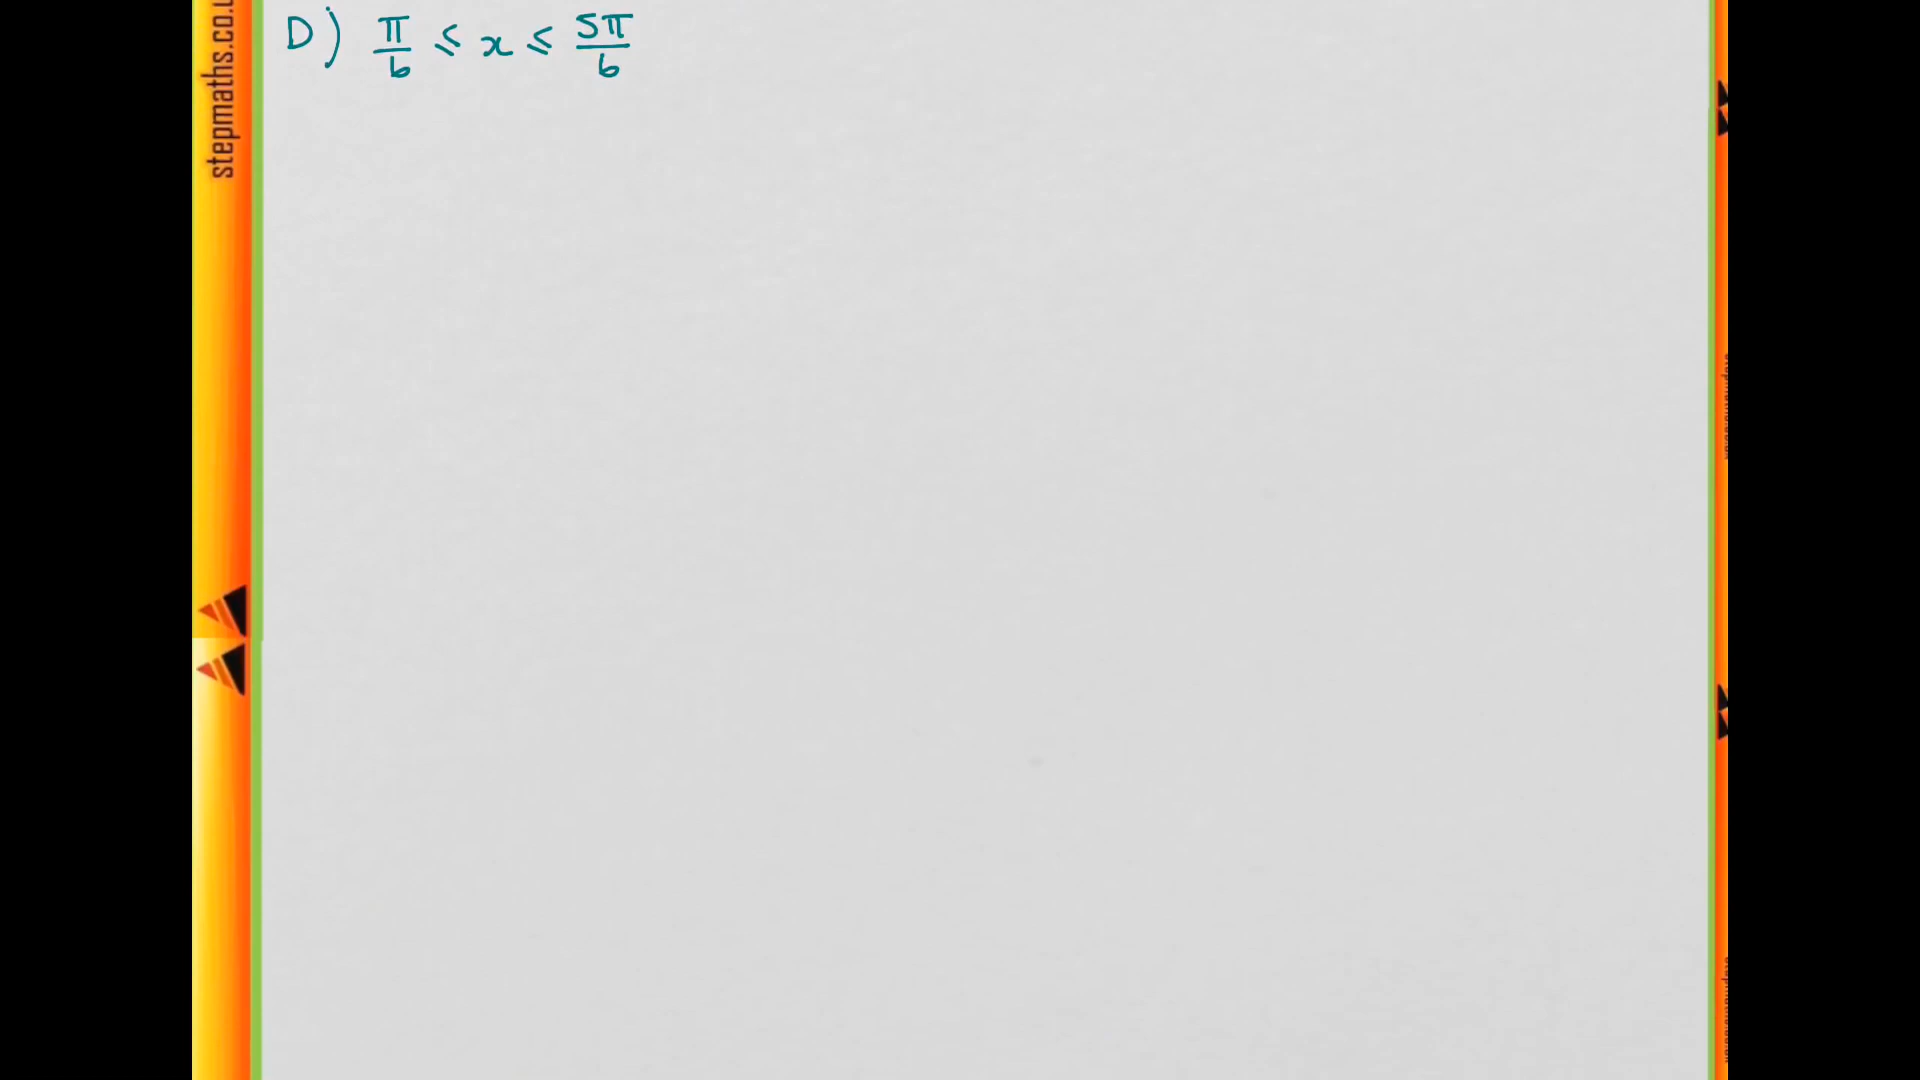 D) π/6 ⩽ x ⩽ 5π/6
stepmaths.co.u